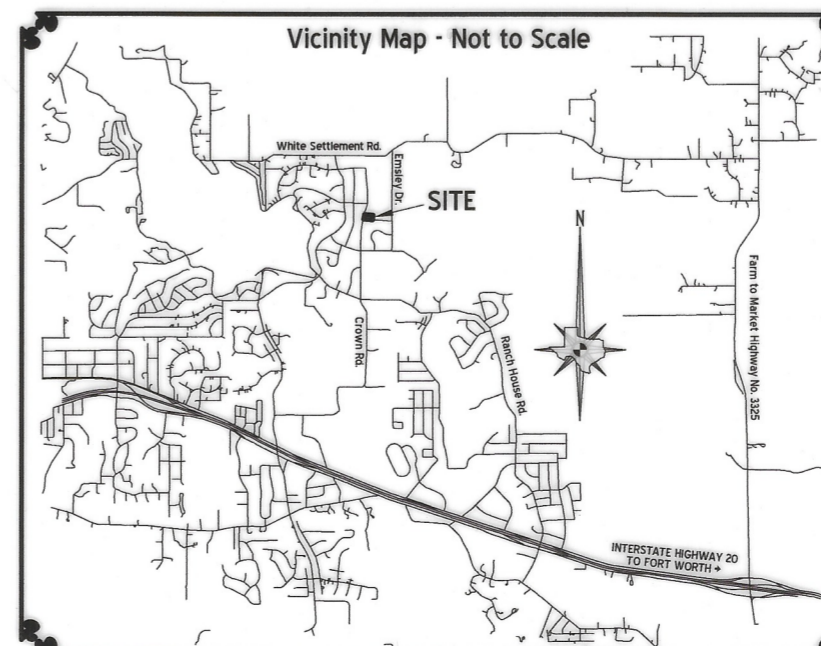 Vicinity Map - Not to Scale
White Settlement Rd.
Emsley Dr.
SITE
N
Farm to Market Highway No. 3325
Crown Rd.
Ranch House Rd.
INTERSTATE HIGHWAY 20
TO FORT WORTH →